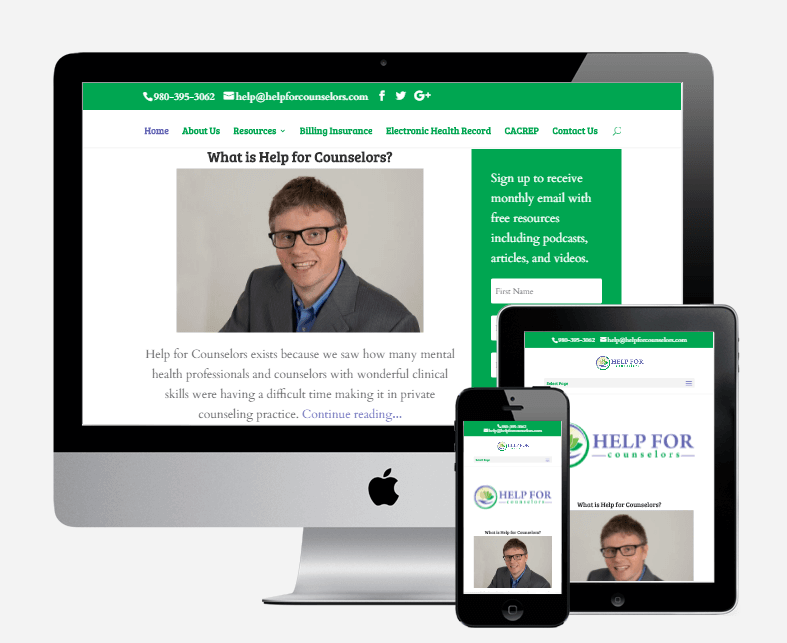 980-395-3062 help@helpforcounselors.com
Home About Us Resources Billing Insurance Electronic Health Record CACREP Contact Us
What is Help for Counselors?
Help for Counselors exists because we saw how many mental
health professionals and counselors with wonderful clinical
skills were having a difficult time making it in private
counseling practice. Continue reading...
Sign up to receive
monthly email with
free resources
including podcasts,
articles, and videos.
First Name
980-395-3062 help@helpforcounselors.com
HELP FOR
counselors
Select Page
HELP FOR
counselors
What is Help for Counselors?
980-395-3062
help@helpforcounselors.com
HELP FOR
Select Page
HELP FOR
counselors
What is Help for Counselors?